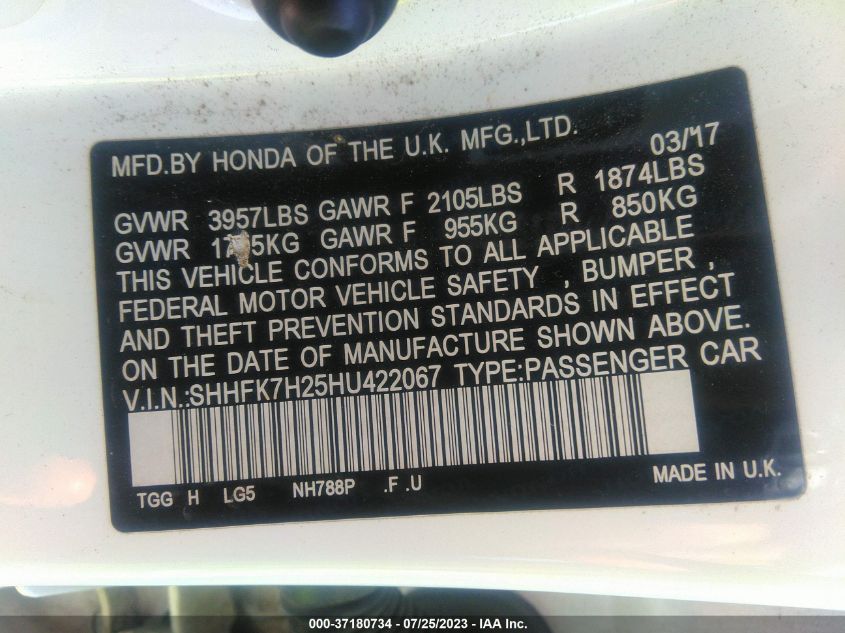 MFD.BY HONDA OF THE U.K. MFG.,LTD. 03/17
GVWR 3957LBS GAWR F 2105LBS R 1874LBS
GVWR GAWR F 955KG R 850KG
THIS VEHICLE CONFORMS TO ALL APPLICABLE
FEDERAL MOTOR VEHICLE SAFETY , BUMPER ,
AND THEFT PREVENTION STANDARDS IN EFFECT
ON THE DATE OF MANUFACTURE SHOWN ABOVE.
V.I.N.:SHHFK7H25HU422067 TYPE:PASSENGER CAR
TGG H LG5 NH788P .F .U MADE IN U.K.
000-37180734 - 07/25/2023 - IAA Inc.